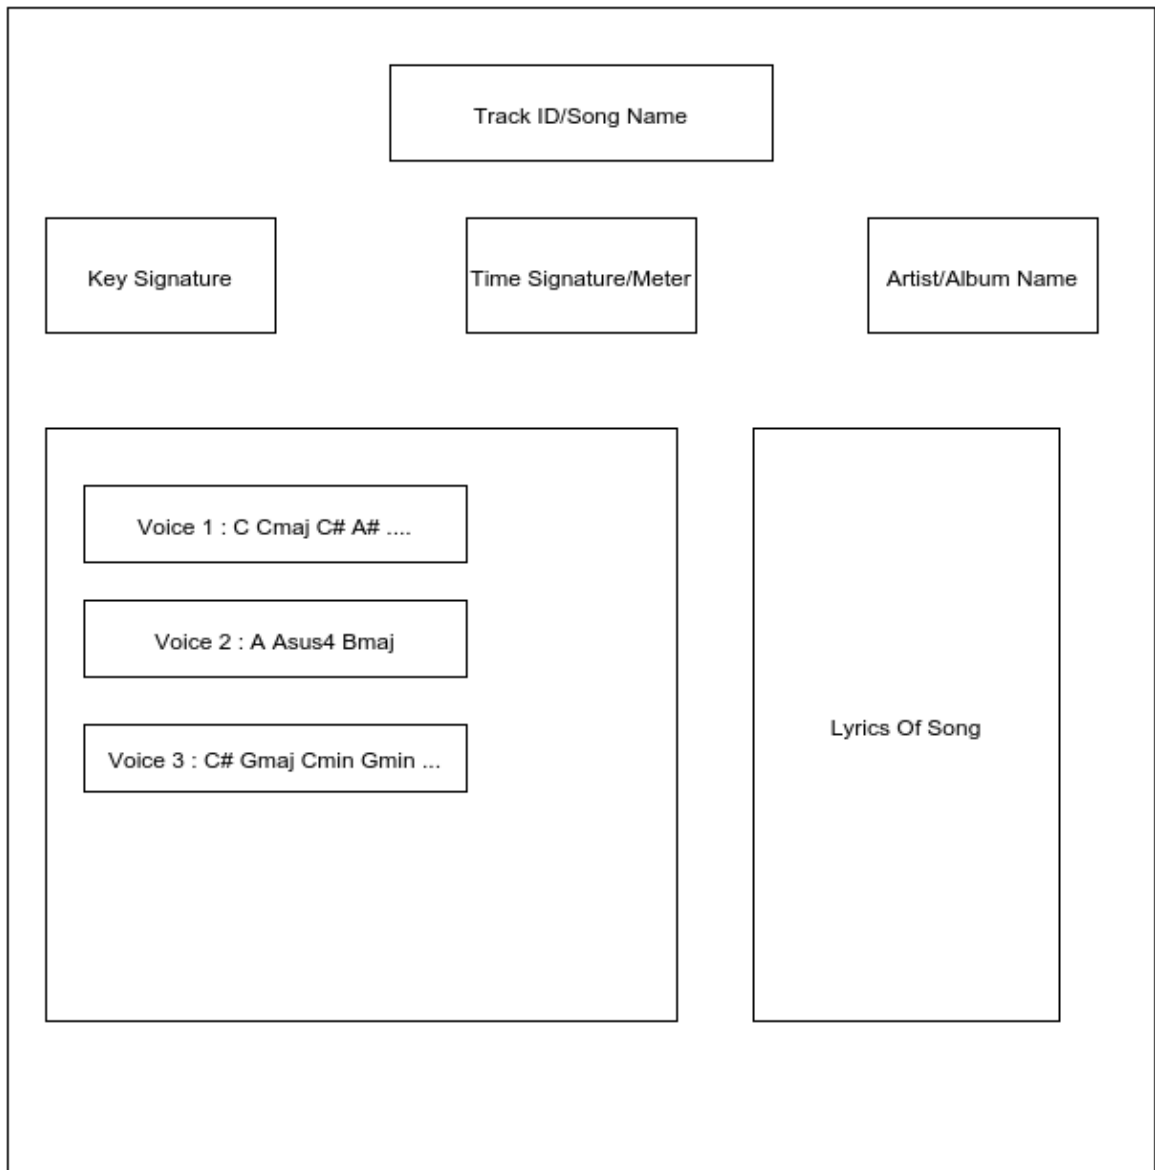 Track ID/Song Name
Key Signature
Time Signature/Meter
Artist/Album Name
Voice 1 : C Cmaj C# A# ....
Voice 2 : A Asus4 Bmaj
Voice 3 : C# Gmaj Cmin Gmin ...
Lyrics Of Song